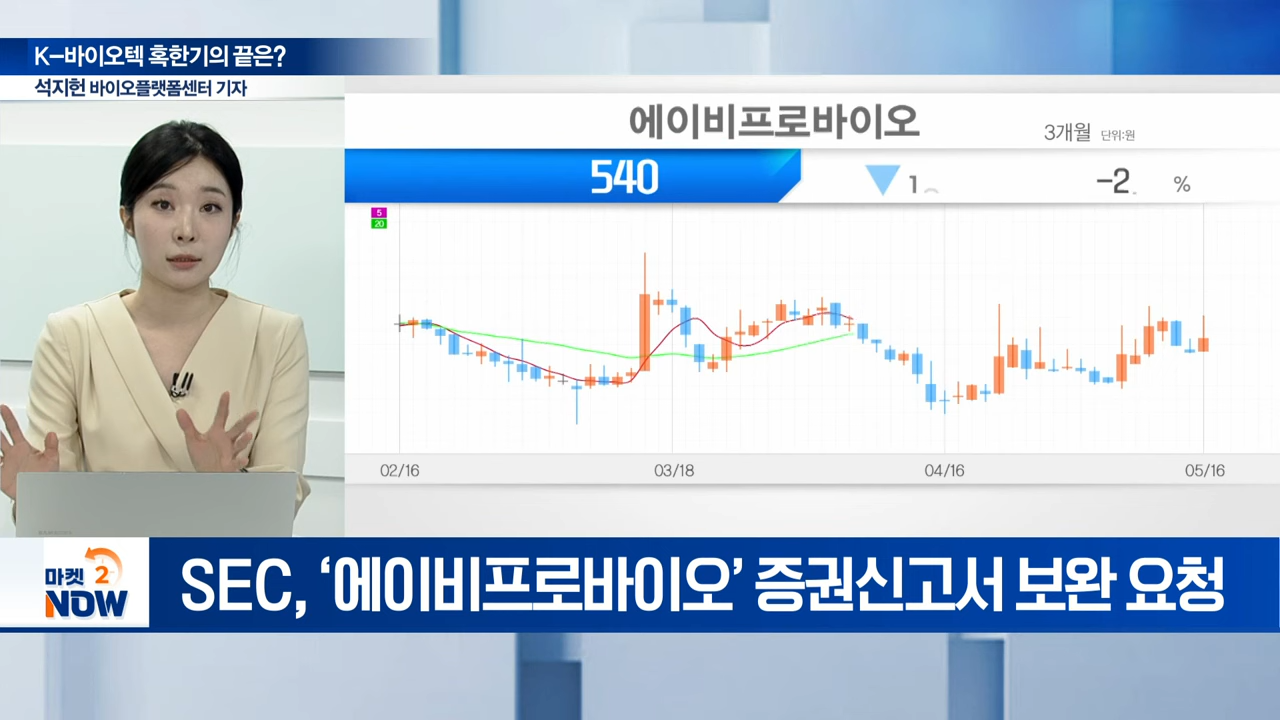 K-바이오텍 혹한기의 끝은?
석지헌 바이오플랫폼센터 기자
에이비프로바이오
3개월 단위:원
540
▼ 1
-2 %
5
20
02/16
03/18
04/16
05/16
마켓 2
NOW
SEC, ‘에이비프로바이오’ 증권신고서 보완 요청